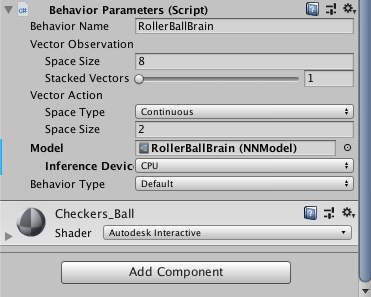 Behavior Parameters (Script)
Behavior Name RollerBallBrain
Vector Observation
Space Size 8
Stacked Vectors 1
Vector Action
Space Type Continuous
Space Size 2
Model RollerBallBrain (NNModel)
Inference Devic CPU
Behavior Type Default
Checkers_Ball
Shader Autodesk Interactive
Add Component